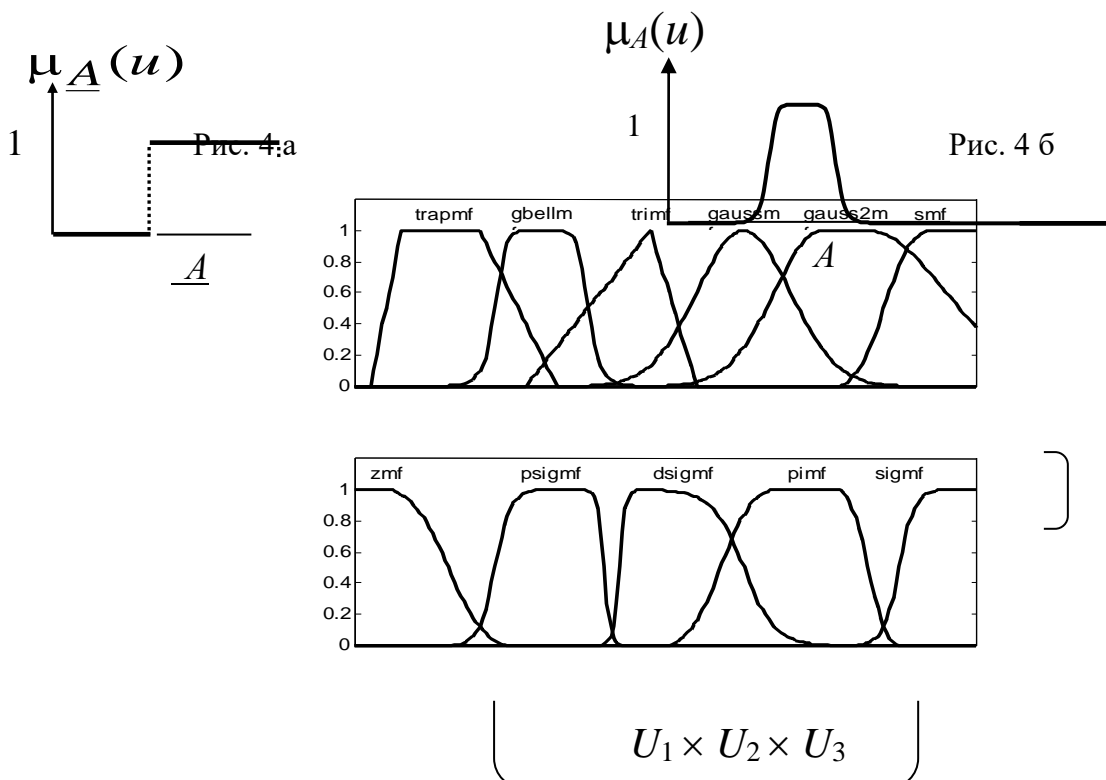 μA(u)
1
Рис. 4 а
A
μA(u)
1
Рис. 4 б
A
trapmf gbellm trimf gaussm gauss2m smf
1
0.8
0.6
0.4
0.2
0
zmf psigmf dsigmf pimf sigmf
1
0.8
0.6
0.4
0.2
0
U1 × U2 × U3